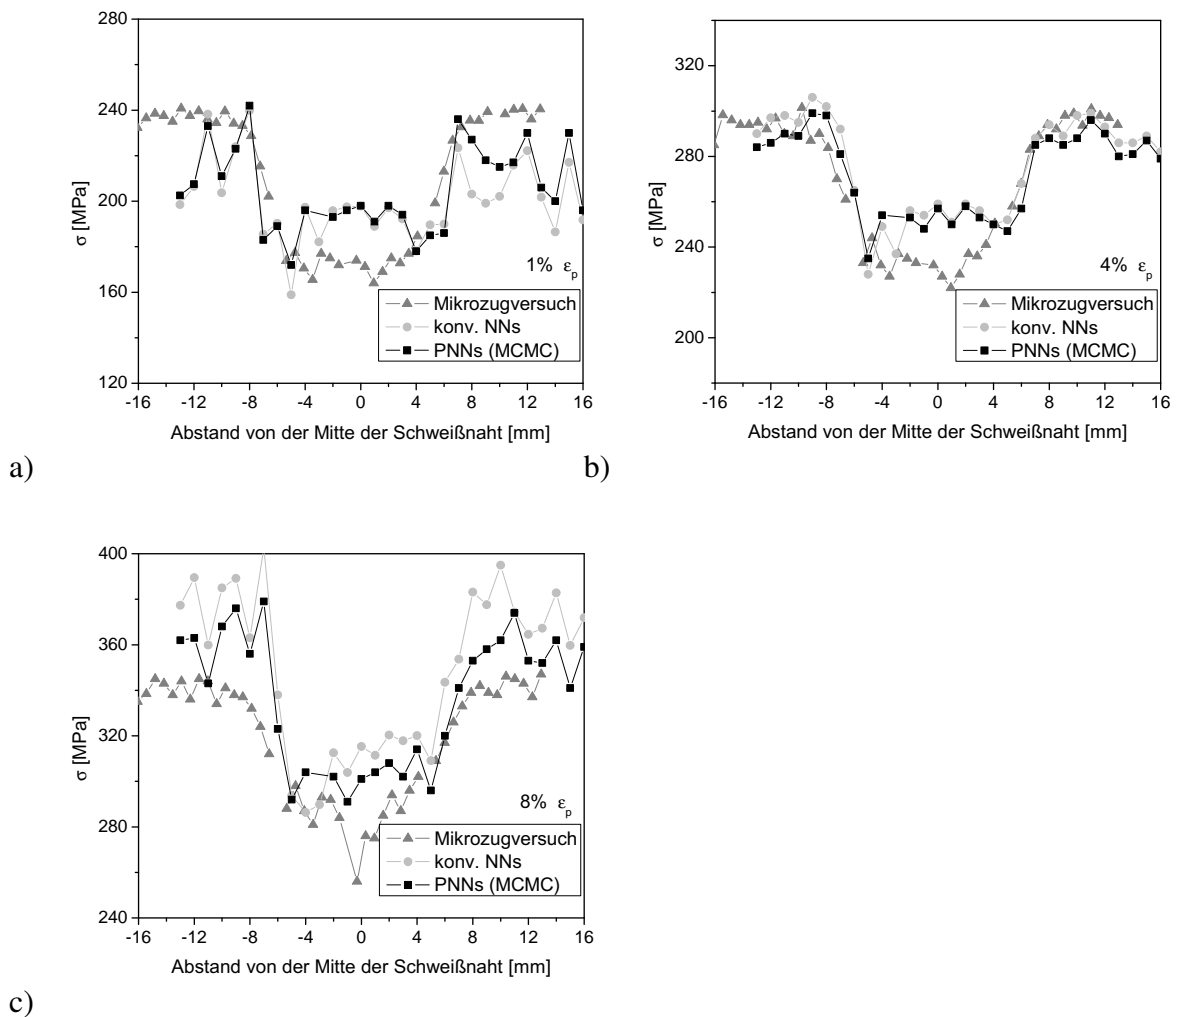 280
240
200
160
120
σ [MPa]
1% εp
Mikrozugversuch
konv. NNs
PNNs (MCMC)
-16 -12 -8 -4 0 4 8 12 16
Abstand von der Mitte der Schweißnaht [mm]
a)
320
280
240
200
σ [MPa]
4% εp
Mikrozugversuch
konv. NNs
PNNs (MCMC)
-16 -12 -8 -4 0 4 8 12 16
Abstand von der Mitte der Schweißnaht [mm]
b)
400
360
320
280
240
σ [MPa]
8% εp
Mikrozugversuch
konv. NNs
PNNs (MCMC)
-16 -12 -8 -4 0 4 8 12 16
Abstand von der Mitte der Schweißnaht [mm]
c)